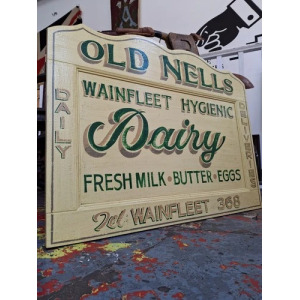 OLD NELLS
WAINFLEET HYGIENIC
Dairy
FRESH MILK • BUTTER • EGGS
Tel: WAINFLEET 368
DAILY
DELIVERIES